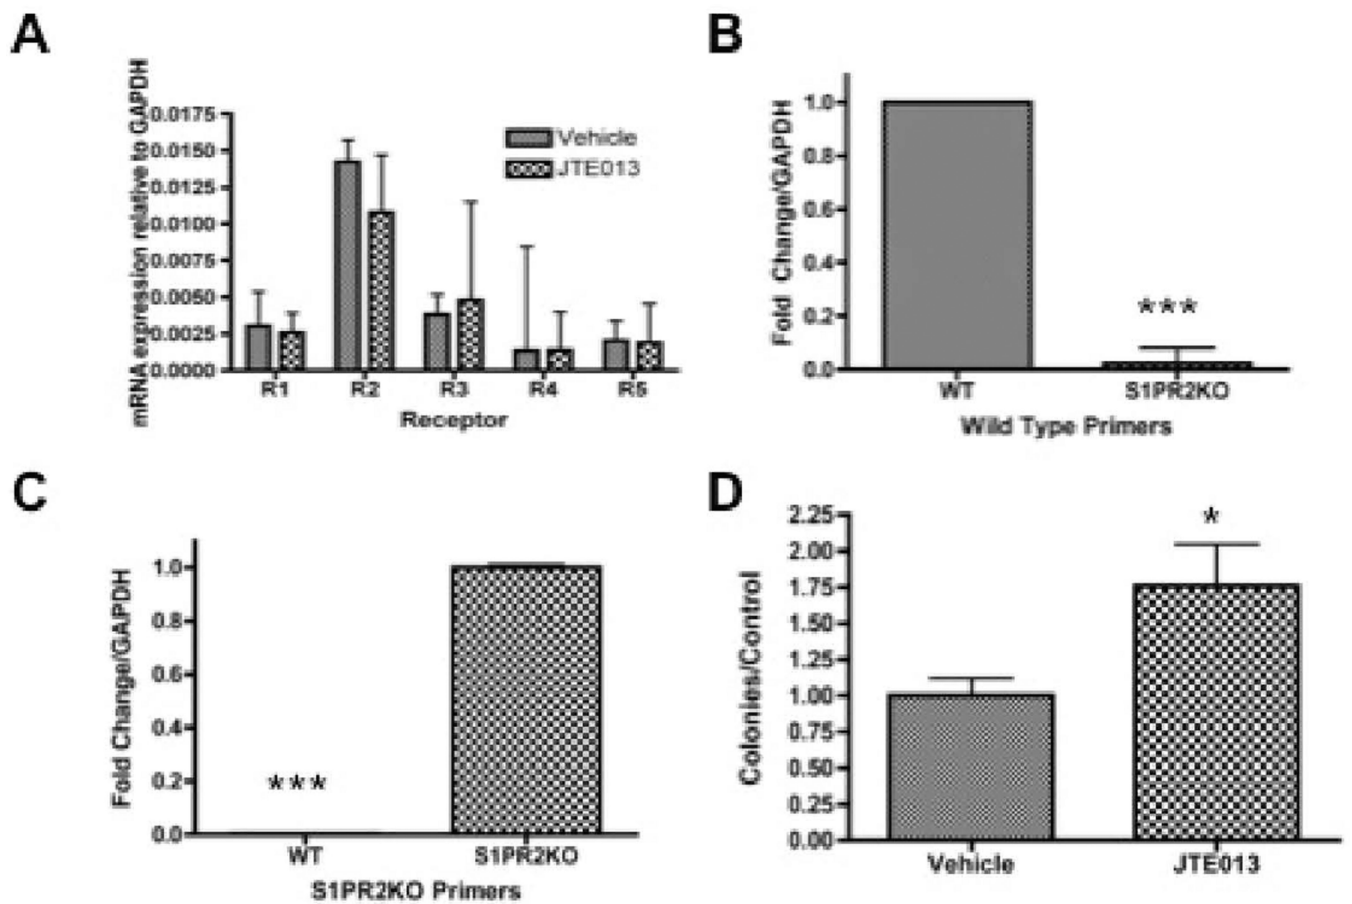 A
mRNA expression relative to GAPDH
0.0175
0.0150
0.0125
0.0100
0.0075
0.0050
0.0025
0.0000
Vehicle
JTE013
R1 R2 R3 R4 R5
Receptor
B
Fold Change/GAPDH
1.0
0.8
0.6
0.4
0.2
0.0
***
WT S1PR2KO
Wild Type Primers
C
Fold Change/GAPDH
1.0
0.8
0.6
0.4
0.2
0.0
***
WT S1PR2KO
S1PR2KO Primers
D
Colonies/Control
2.25
2.00
1.75
1.50
1.25
1.00
0.75
0.50
0.25
0.00
*
Vehicle JTE013